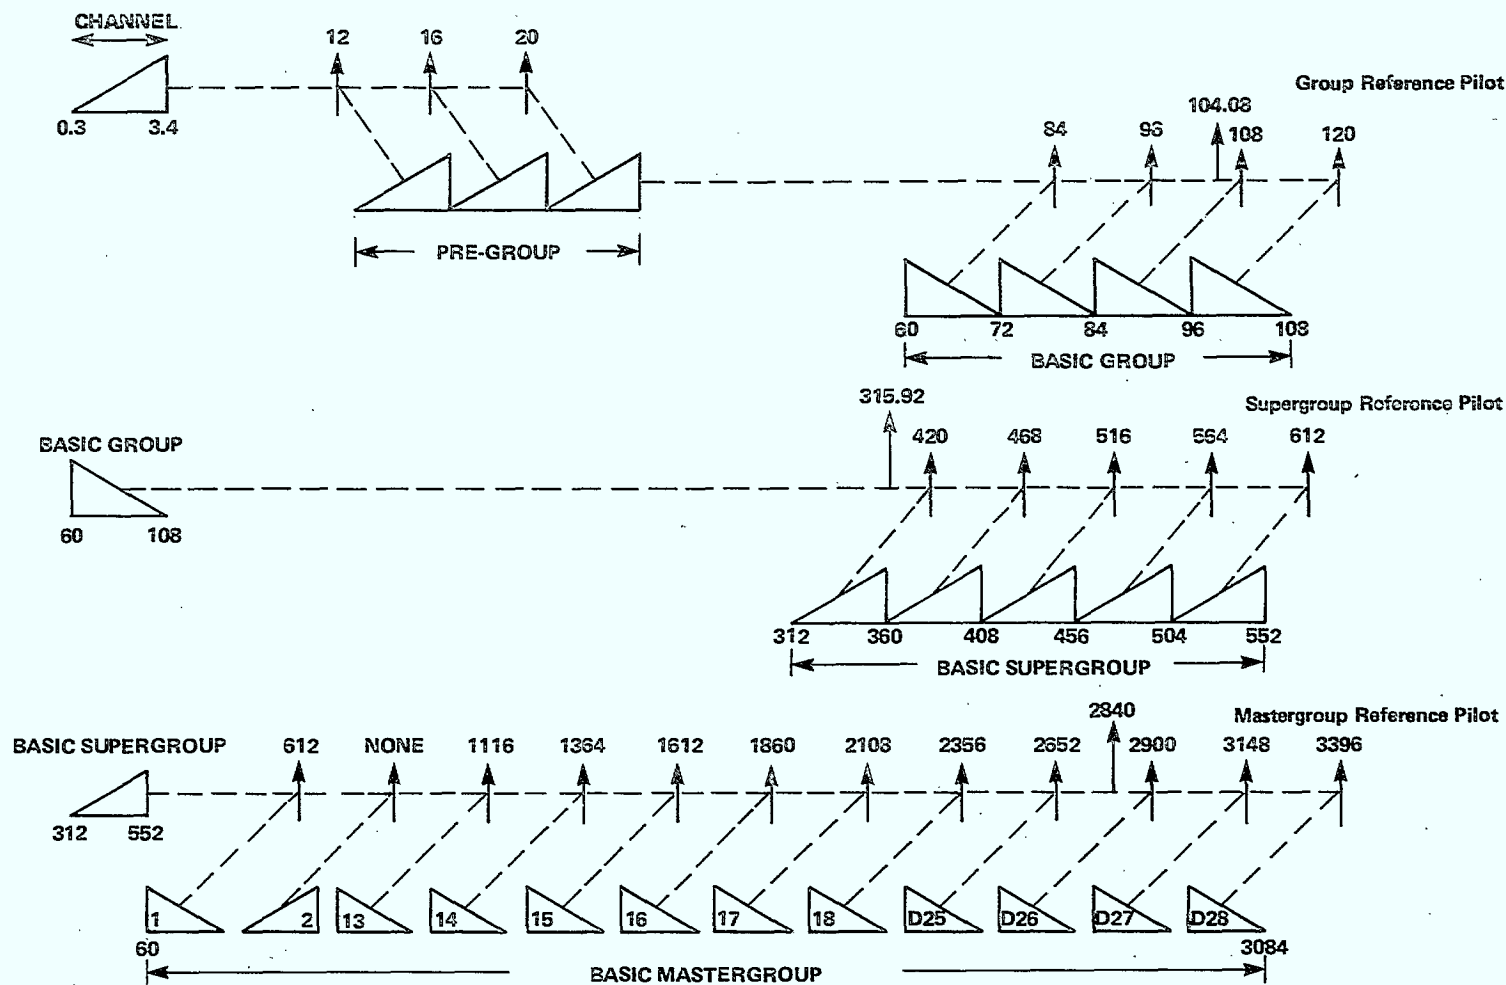 CHANNEL
12 16 20
0.3 3.4
Group Reference Pilot
104.08
84 96 108 120
PRE-GROUP
60 72 84 96 108
BASIC GROUP
315.92
Supergroup Reference Pilot
BASIC GROUP
420 468 516 564 612
60 108
312 360 408 456 504 552
BASIC SUPERGROUP
2840
Mastergroup Reference Pilot
BASIC SUPERGROUP 612 NONE 1116 1364 1612 1860 2108 2356 2652 2900 3148 3396
312 552
1 2 13 14 15 16 17 18 D25 D26 D27 D28
60 3084
BASIC MASTERGROUP